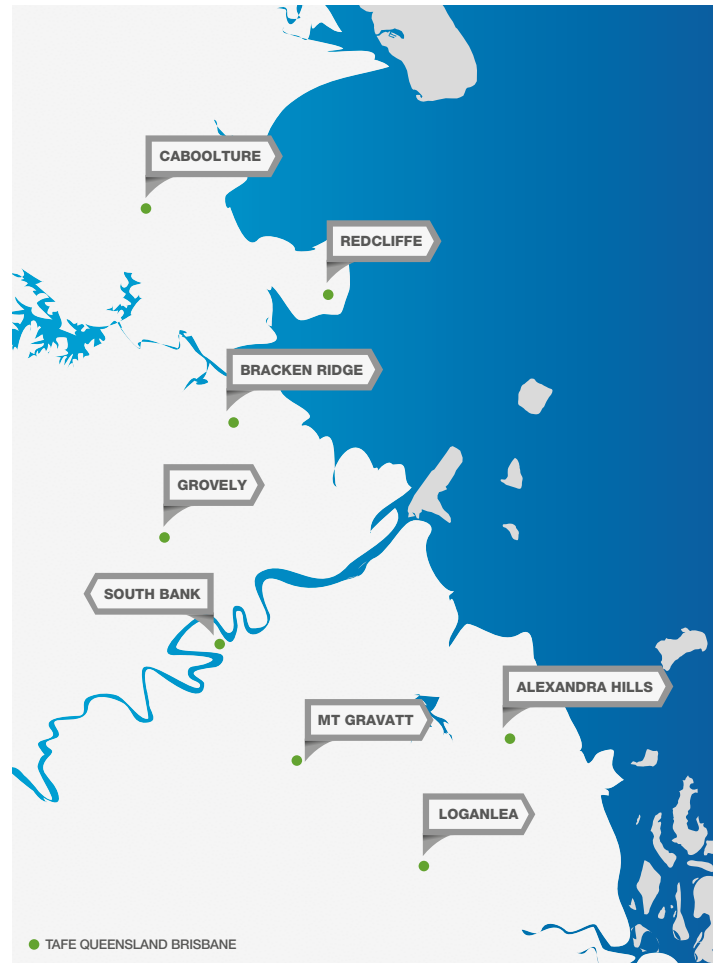 CABOOLTURE
REDCLIFFE
BRACKEN RIDGE
GROVELY
SOUTH BANK
ALEXANDRA HILLS
MT GRAVATT
LOGANLEA
TAFE QUEENSLAND BRISBANE